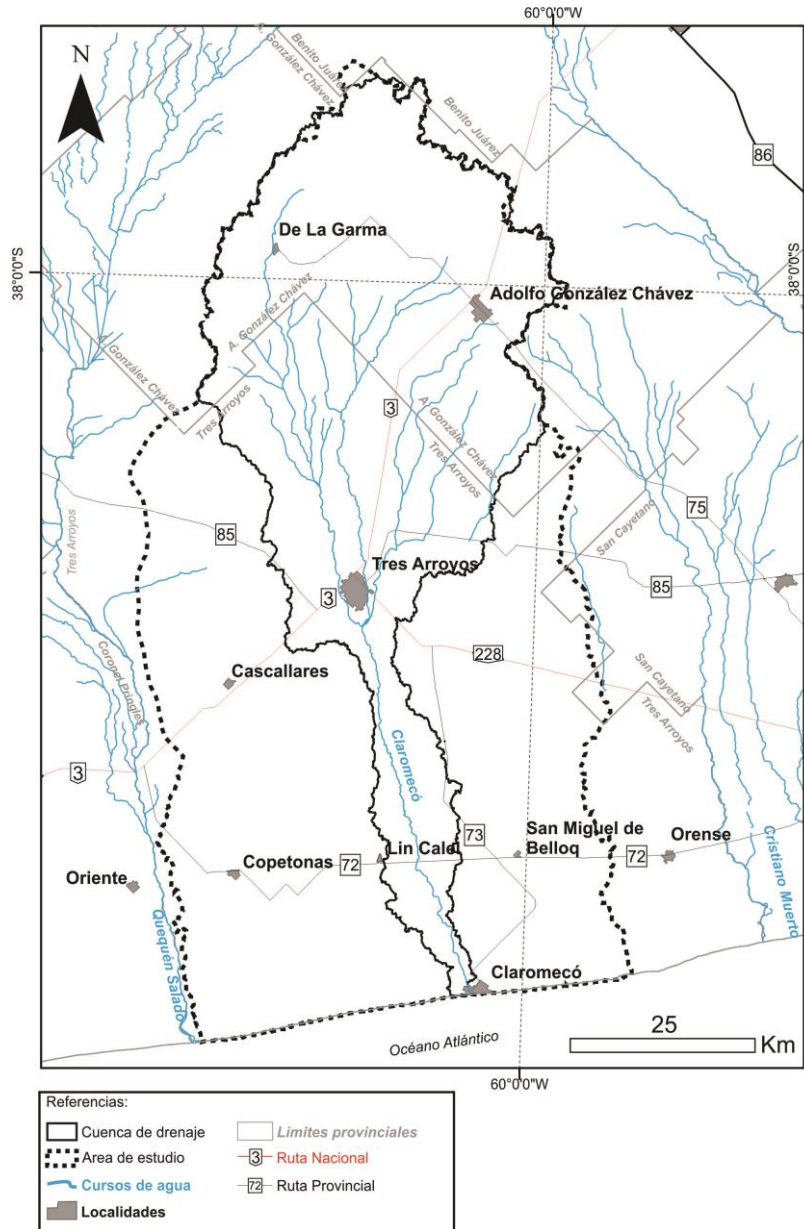 60°0'0"W
N
A. González Chávez
Benito Juárez
Benito Juárez
86
De La Garma
38°0'0"S
38°0'0"S
Adolfo González Chávez
A. González Chávez
A. González Chávez
Tres Arroyos
3
A. González Chávez
Tres Arroyos
75
Tres Arroyos
San Cayetano
85
Tres Arroyos
85
3
228
Coronel Pringles
Cascallares
San Cayetano
Tres Arroyos
Claromecó
3
73
San Miguel de
Belloq
Orense
Lin Calel
72
72
Copetonas
Oriente
Cristiano Muerto
Quequén Salado
Claromecó
25
Km
Océano Atlántico
60°0'0"W
Referencias:
Cuenca de drenaje
Limites provinciales
Area de estudio
3 Ruta Nacional
Cursos de agua
72 Ruta Provincial
Localidades